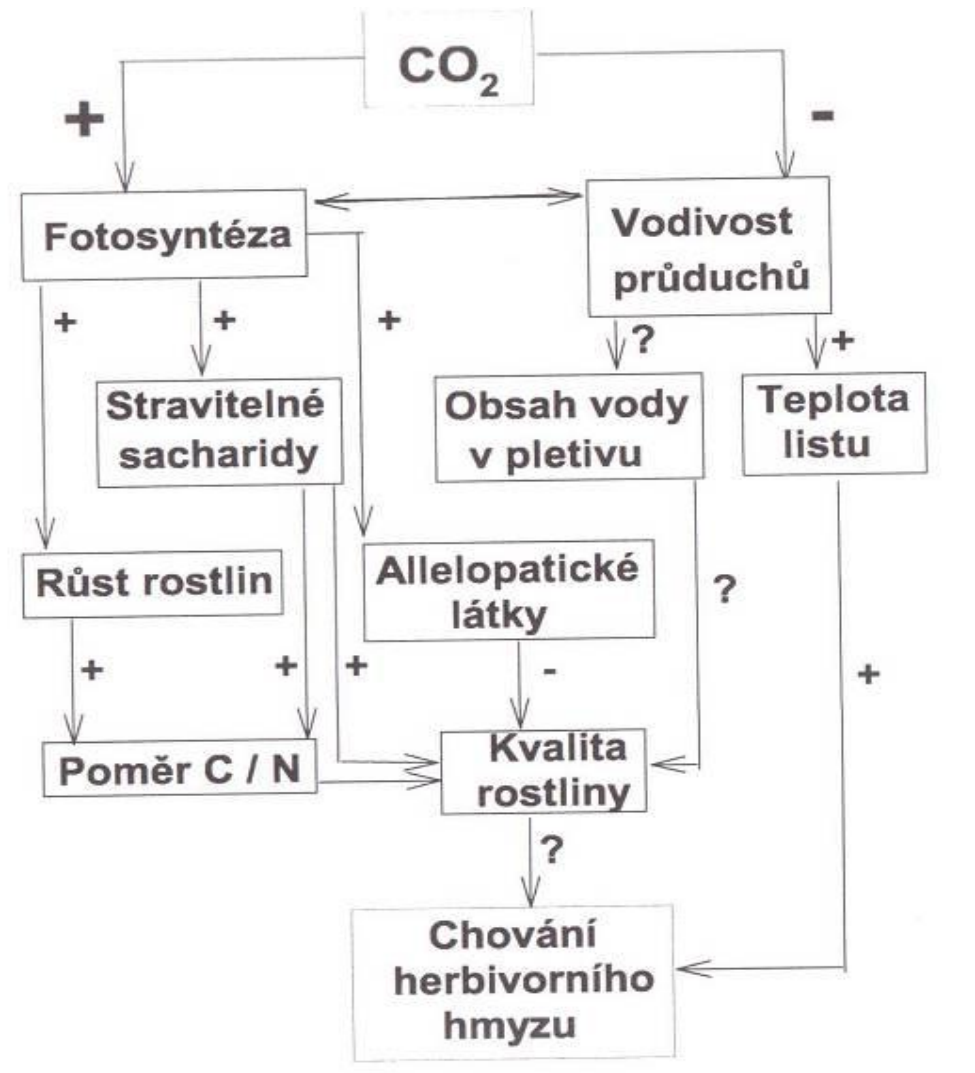 CO2
+
-
Fotosyntéza
Vodivost
průduchů
+
+
+
?
+
Stravitelné
sacharidy
Obsah vody
v pletivu
Teplota
listu
Růst rostlin
Allelopatické
látky
?
+
+
+
-
+
Poměr C / N
Kvalita
rostliny
?
Chování
herbivorního
hmyzu